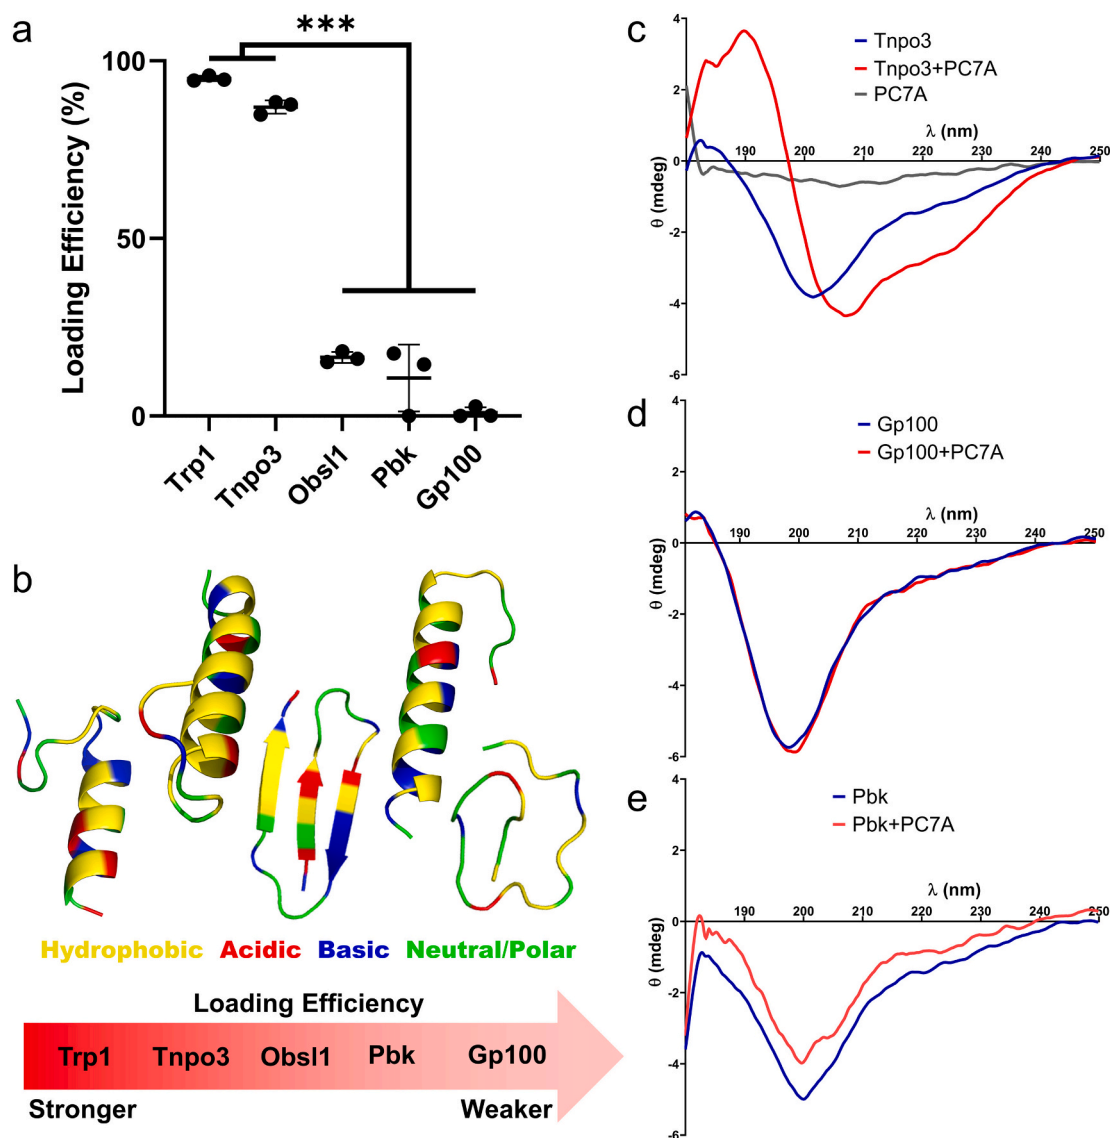 a
***
100
50
0
Loading Efficiency (%)
Trp1
Tnpo3
Obsl1
Pbk
Gp100
b
Hydrophobic Acidic Basic Neutral/Polar
Loading Efficiency
Trp1 Tnpo3 Obsl1 Pbk Gp100
Stronger Weaker
c
Tnpo3
Tnpo3+PC7A
PC7A
λ (nm)
190 200 210 220 230 240 250
4
2
0
-2
-4
-6
θ (mdeg)
d
Gp100
Gp100+PC7A
λ (nm)
190 200 210 220 230 240 250
4
2
0
-2
-4
-6
θ (mdeg)
e
Pbk
Pbk+PC7A
λ (nm)
190 200 210 220 230 240 250
4
2
0
-2
-4
-6
θ (mdeg)